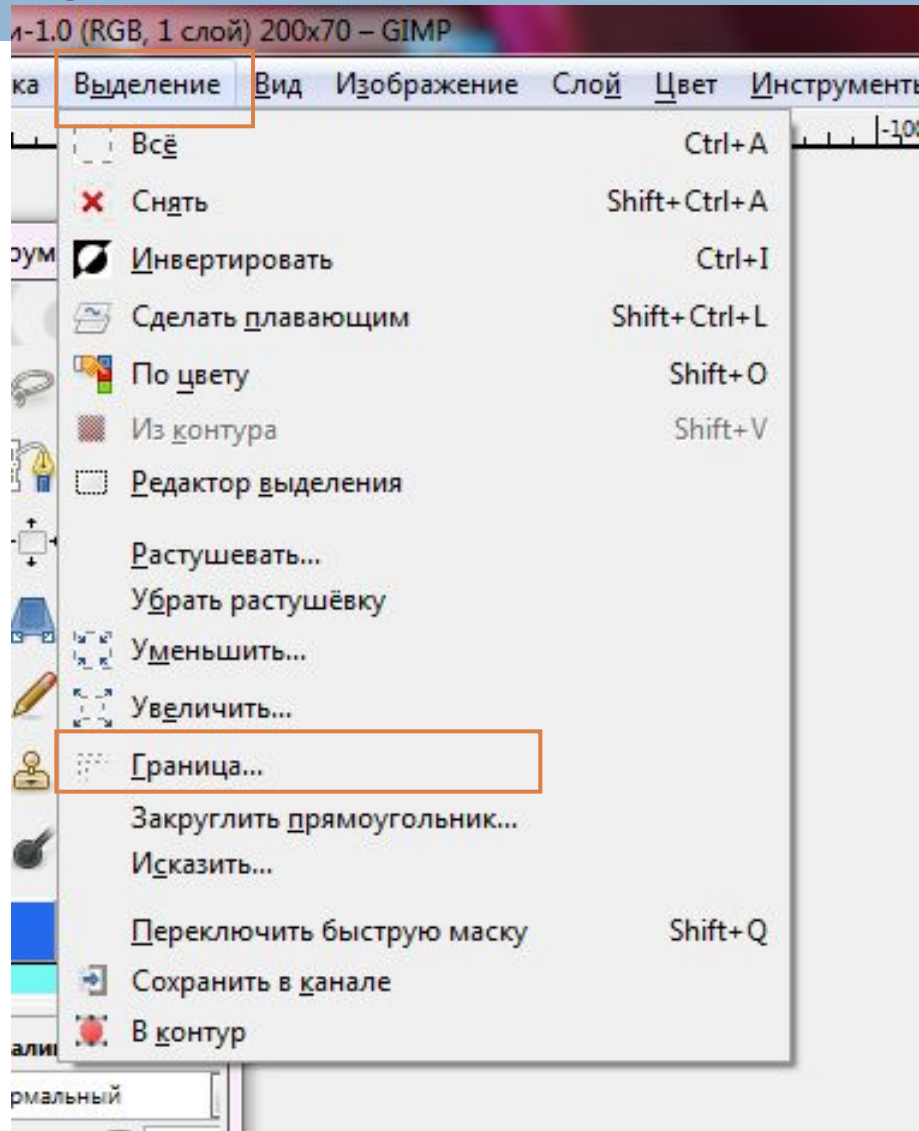 и-1.0 (RGB, 1 слой) 200x70 – GIMP
ка Выделение Вид Изображение Слой Цвет Инструменты
Всё Ctrl+A
Снять Shift+Ctrl+A
Инвертировать Ctrl+I
Сделать плавающим Shift+Ctrl+L
По цвету Shift+O
Из контура Shift+V
Редактор выделения
Растушевать...
Убрать растушёвку
Уменьшить...
Увеличить...
Граница...
Закруглить прямоугольник...
Исказить...
Переключить быструю маску Shift+Q
Сохранить в канале
В контур
рмальный